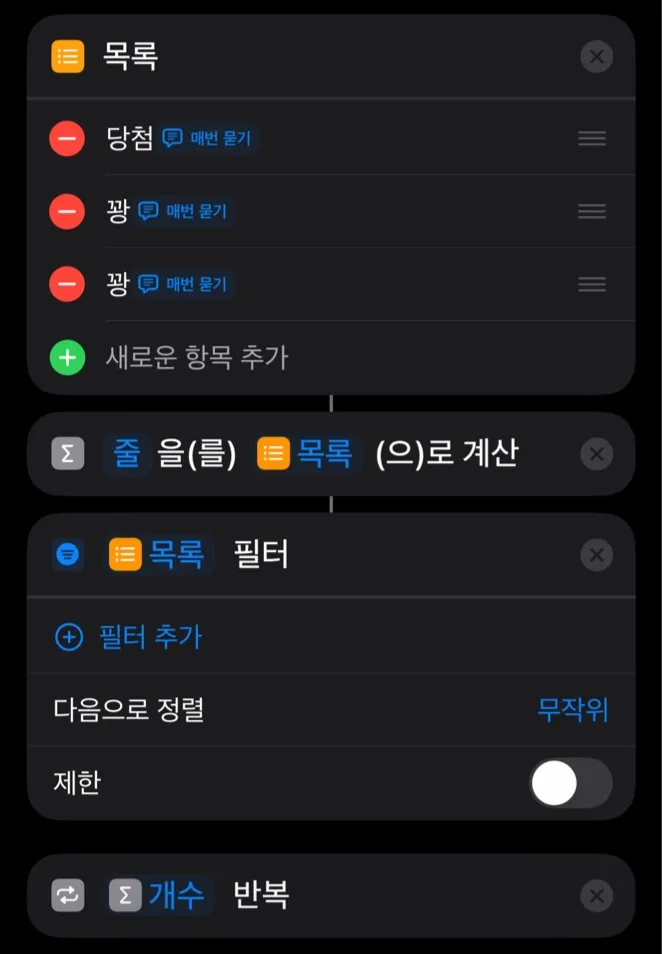 목록
당첨 매번 묻기
꽝 매번 묻기
꽝 매번 묻기
새로운 항목 추가
줄 을(를) 목록 (으)로 계산
목록 필터
필터 추가
다음으로 정렬 무작위
제한
개수 반복